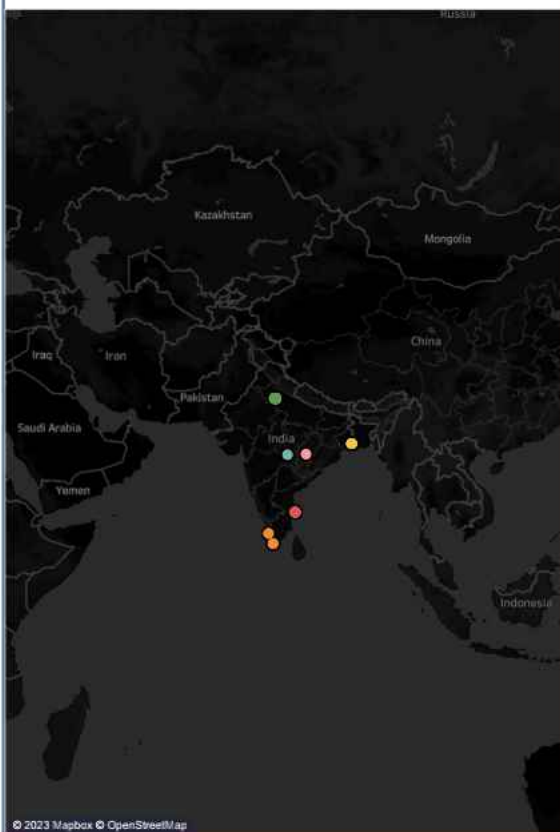 Russia
Kazakhstan
Mongolia
China
Iraq
Iran
Pakistan
Saudi Arabia
India
Yemen
Indonesia
© 2023 Mapbox © OpenStreetMap